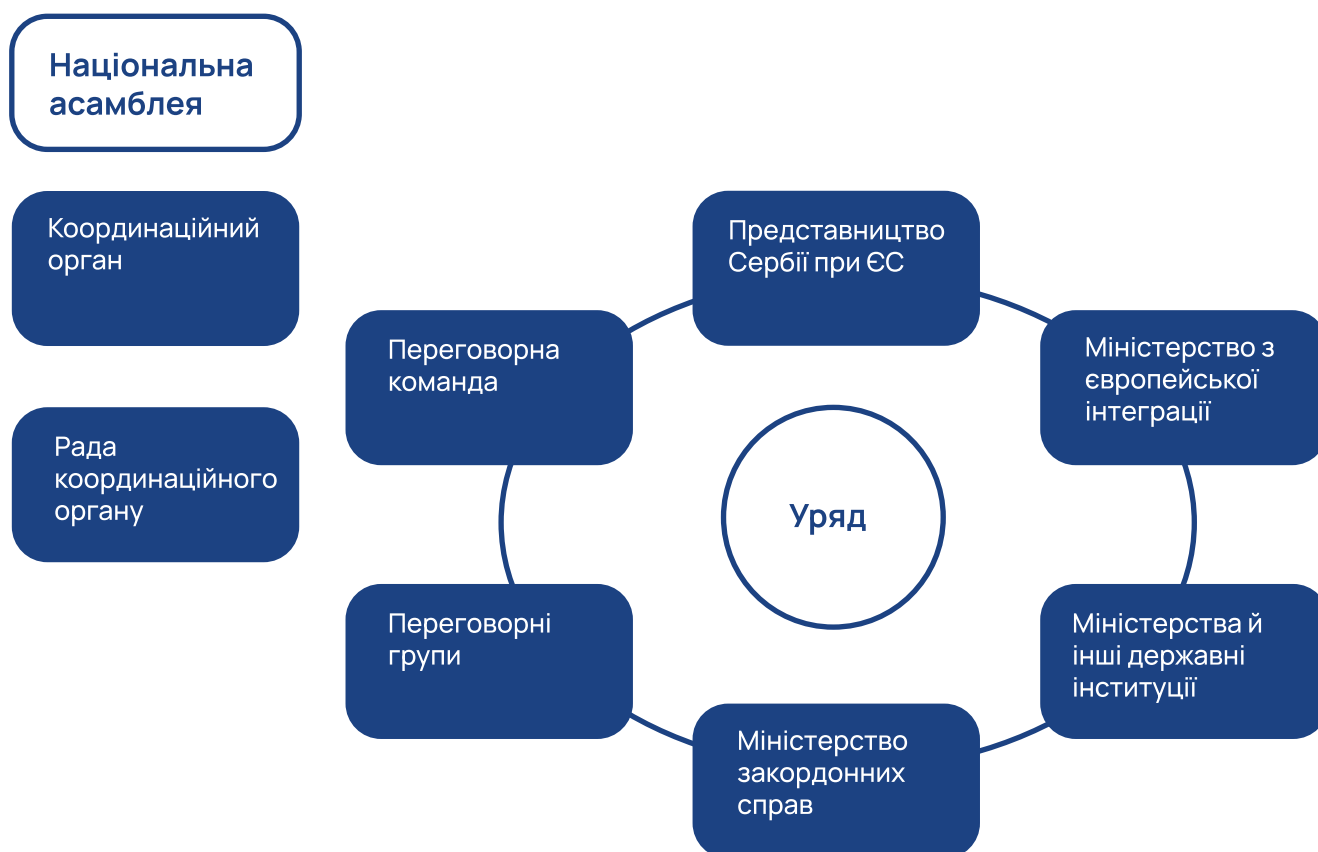 Національна
асамблея
Координаційний
орган
Рада
координаційного
органу
Представництво
Сербії при ЄС
Переговорна
команда
Міністерство з
європейської
інтеграції
Уряд
Переговорні
групи
Міністерства й
інші державні
інституції
Міністерство
закордонних
справ